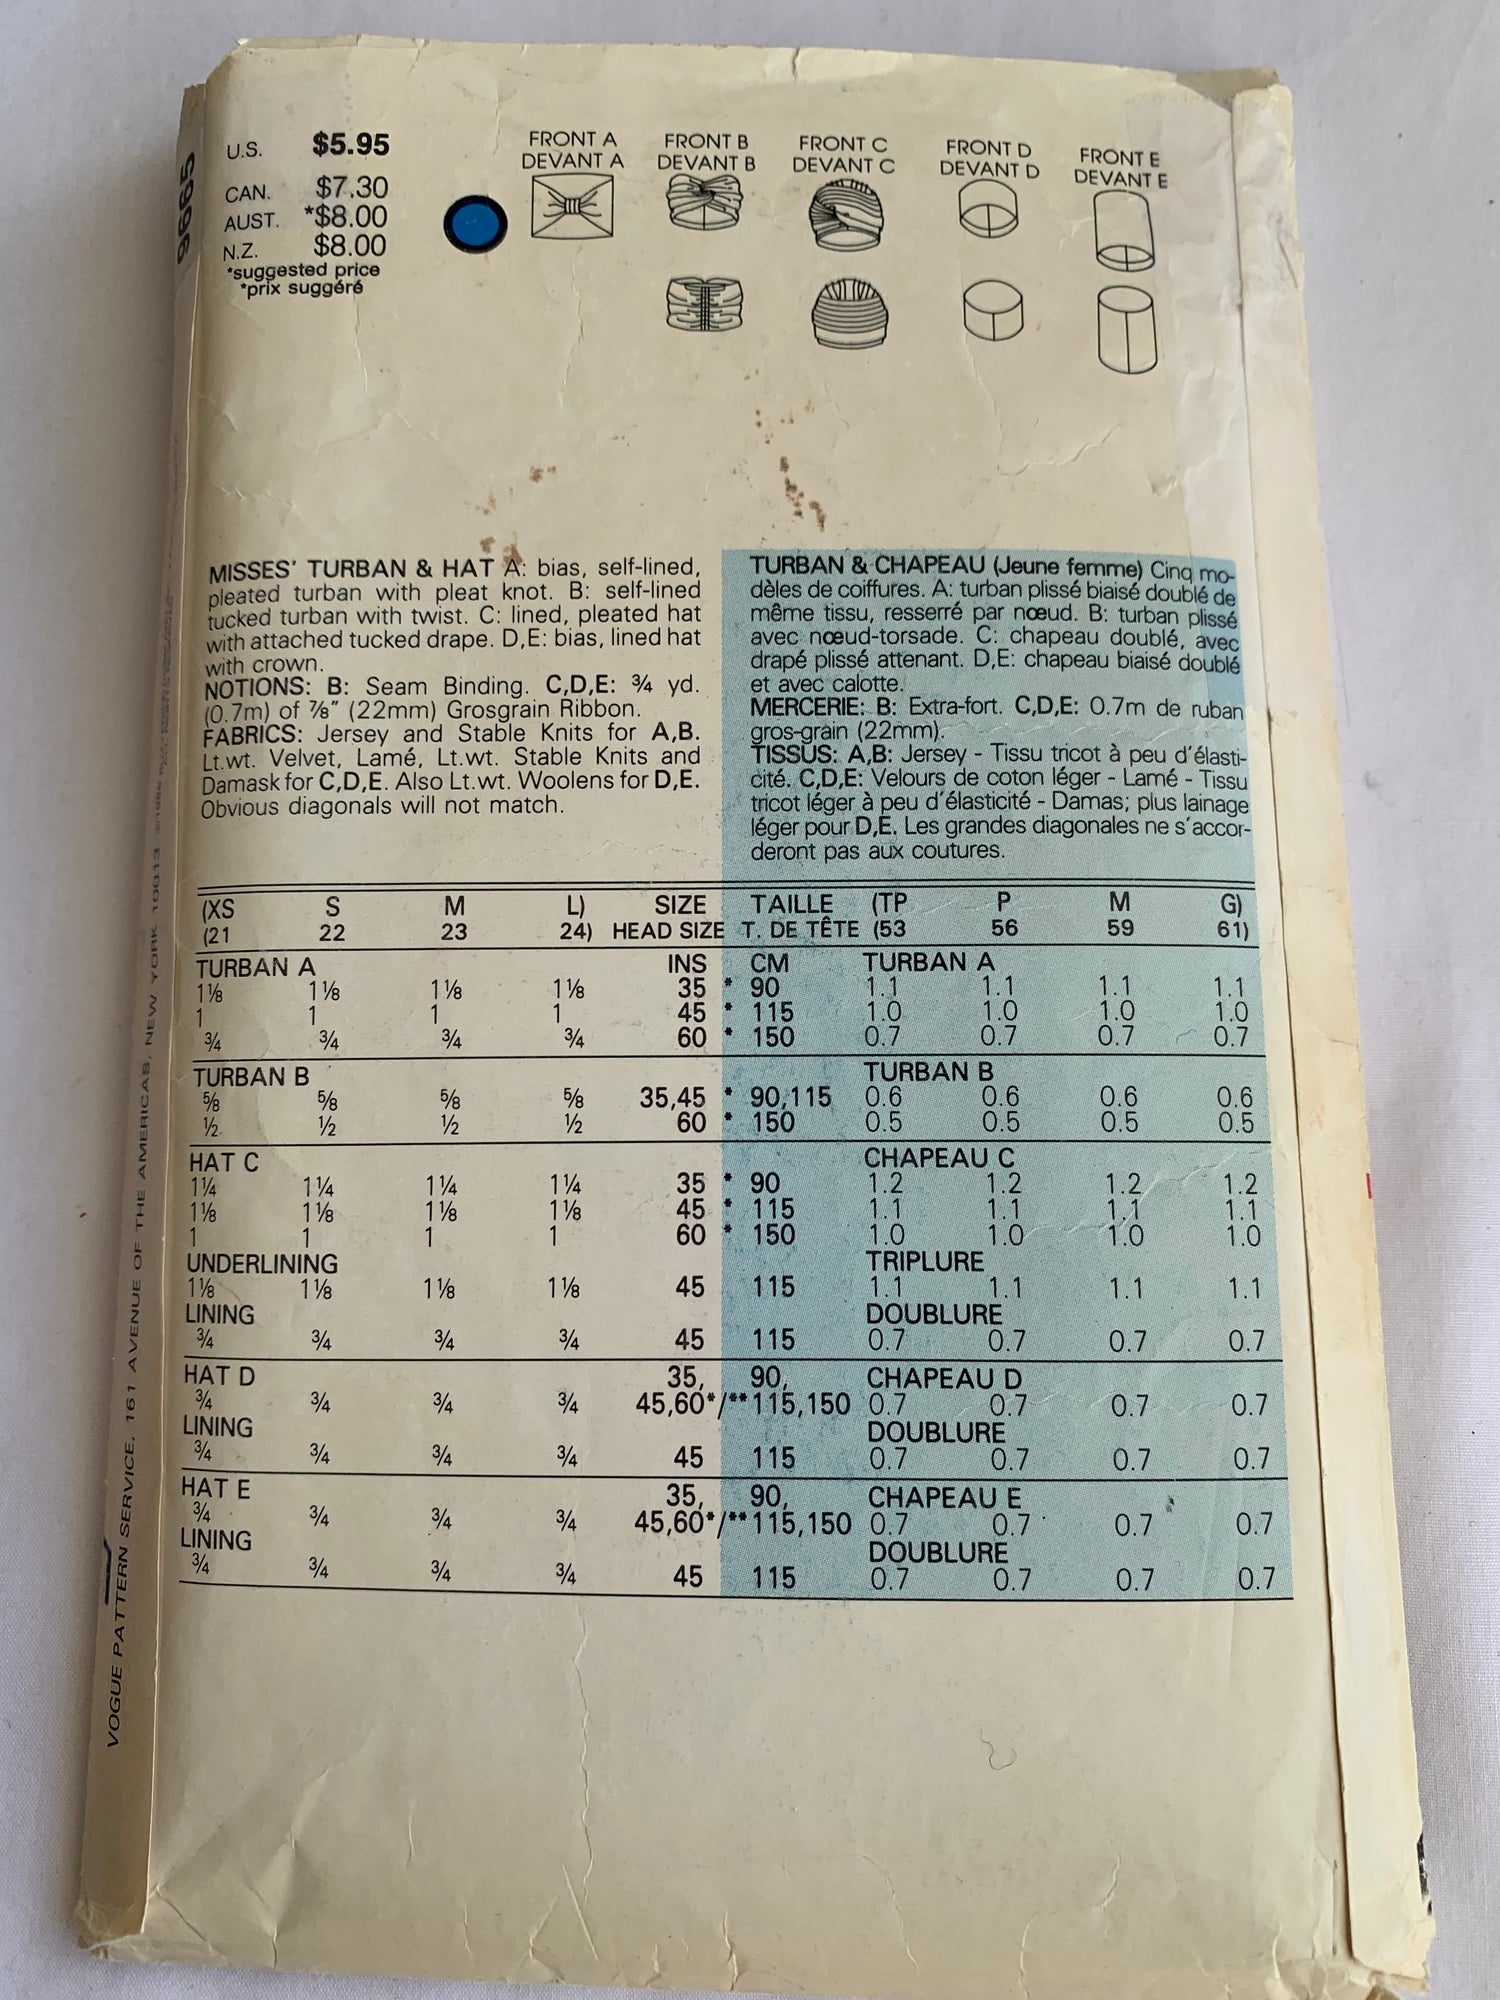 9665
U.S. $5.95
CAN. $7.30
AUST. *$8.00
N.Z. $8.00
*suggested price
*prix suggéré
FRONT A
DEVANT A
FRONT B
DEVANT B
FRONT C
DEVANT C
FRONT D
DEVANT D
FRONT E
DEVANT E
MISSES' TURBAN & HAT A: bias, self-lined,
pleated turban with pleat knot. B: self-lined
tucked turban with twist. C: lined, pleated hat
with attached tucked drape. D,E: bias, lined hat
with crown.
NOTIONS: B: Seam Binding. C,D,E: ¾ yd.
(0.7m) of ⅞" (22mm) Grosgrain Ribbon.
FABRICS: Jersey and Stable Knits for A,B.
Lt.wt. Velvet, Lamé, Lt.wt. Stable Knits and
Damask for C,D,E. Also Lt.wt. Woolens for D,E.
Obvious diagonals will not match.
TURBAN & CHAPEAU (Jeune femme) Cinq mo-
dèles de coiffures. A: turban plissé biaisé doublé de
même tissu, resserré par nœud. B: turban plissé
avec nœud-torsade. C: chapeau doublé, avec
drapé plissé attenant. D,E: chapeau biaisé doublé
et avec calotte.
MERCERIE: B: Extra-fort. C,D,E: 0.7m de ruban
gros-grain (22mm).
TISSUS: A,B: Jersey - Tissu tricot à peu d'élasti-
cité. C,D,E: Velours de coton léger - Lamé - Tissu
tricot léger à peu d'élasticité - Damas; plus lainage
léger pour D,E. Les grandes diagonales ne s'accor-
deront pas aux coutures.
(XS S M L) SIZE TAILLE (TP P M G)
(21 22 23 24) HEAD SIZE T. DE TÊTE (53 56 59 61)
TURBAN A INS CM TURBAN A
1⅛ 1⅛ 1⅛ 1⅛ 35 * 90 1.1 1.1 1.1 1.1
1 1 1 1 45 * 115 1.0 1.0 1.0 1.0
¾ ¾ ¾ ¾ 60 * 150 0.7 0.7 0.7 0.7
TURBAN B TURBAN B
⅝ ⅝ ⅝ ⅝ 35,45 * 90,115 0.6 0.6 0.6 0.6
½ ½ ½ ½ 60 * 150 0.5 0.5 0.5 0.5
HAT C CHAPEAU C
1¼ 1¼ 1¼ 1¼ 35 * 90 1.2 1.2 1.2 1.2
1⅛ 1⅛ 1⅛ 1⅛ 45 * 115 1.1 1.1 1.1 1.1
1 1 1 1 60 * 150 1.0 1.0 1.0 1.0
UNDERLINING TRIPLURE
1⅛ 1⅛ 1⅛ 1⅛ 45 115 1.1 1.1 1.1 1.1
LINING DOUBLURE
¾ ¾ ¾ ¾ 45 115 0.7 0.7 0.7 0.7
HAT D 35, 90, CHAPEAU D
¾ ¾ ¾ ¾ 45,60*/**115,150 0.7 0.7 0.7 0.7
LINING DOUBLURE
¾ ¾ ¾ ¾ 45 115 0.7 0.7 0.7 0.7
HAT E 35, 90, CHAPEAU E
¾ ¾ ¾ ¾ 45,60*/**115,150 0.7 0.7 0.7 0.7
LINING DOUBLURE
¾ ¾ ¾ ¾ 45 115 0.7 0.7 0.7 0.7
VOGUE PATTERN SERVICE, 161 AVENUE OF THE AMERICAS, NEW YORK 10013